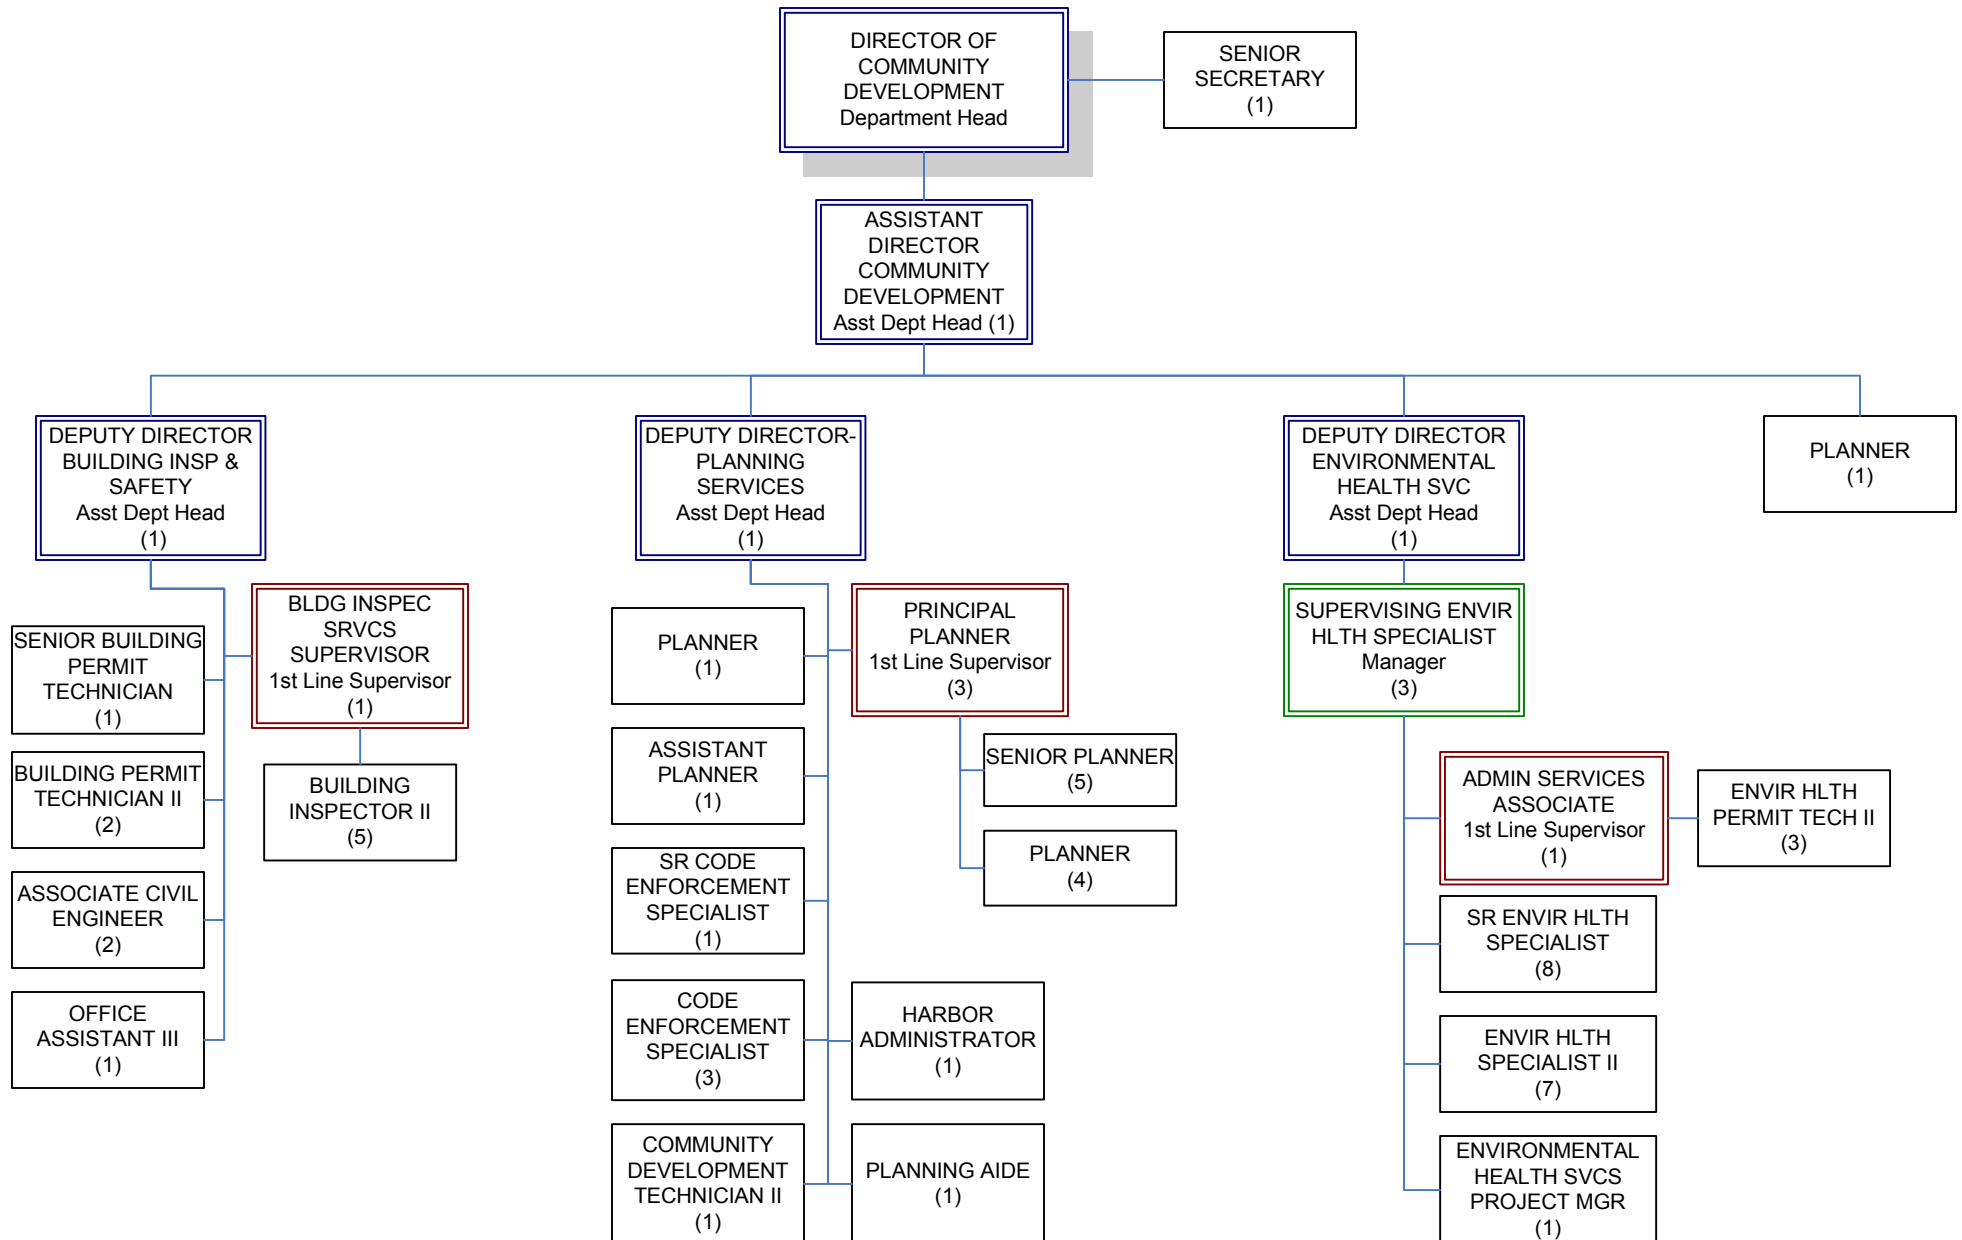 DIRECTOR OF
COMMUNITY
DEVELOPMENT
Department Head
SENIOR
SECRETARY
(1)
ASSISTANT
DIRECTOR
COMMUNITY
DEVELOPMENT
Asst Dept Head (1)
DEPUTY DIRECTOR
BUILDING INSP &
SAFETY
Asst Dept Head
(1)
DEPUTY DIRECTOR-
PLANNING
SERVICES
Asst Dept Head
(1)
DEPUTY DIRECTOR
ENVIRONMENTAL
HEALTH SVC
Asst Dept Head
(1)
PLANNER
(1)
BLDG INSPEC
SRVCS
SUPERVISOR
1st Line Supervisor
(1)
SENIOR BUILDING
PERMIT
TECHNICIAN
(1)
BUILDING PERMIT
TECHNICIAN II
(2)
BUILDING
INSPECTOR II
(5)
ASSOCIATE CIVIL
ENGINEER
(2)
OFFICE
ASSISTANT III
(1)
PLANNER
(1)
PRINCIPAL
PLANNER
1st Line Supervisor
(3)
ASSISTANT
PLANNER
(1)
SENIOR PLANNER
(5)
SR CODE
ENFORCEMENT
SPECIALIST
(1)
PLANNER
(4)
CODE
ENFORCEMENT
SPECIALIST
(3)
HARBOR
ADMINISTRATOR
(1)
COMMUNITY
DEVELOPMENT
TECHNICIAN II
(1)
PLANNING AIDE
(1)
SUPERVISING ENVIR
HLTH SPECIALIST
Manager
(3)
ADMIN SERVICES
ASSOCIATE
1st Line Supervisor
(1)
ENVIR HLTH
PERMIT TECH II
(3)
SR ENVIR HLTH
SPECIALIST
(8)
ENVIR HLTH
SPECIALIST II
(7)
ENVIRONMENTAL
HEALTH SVCS
PROJECT MGR
(1)